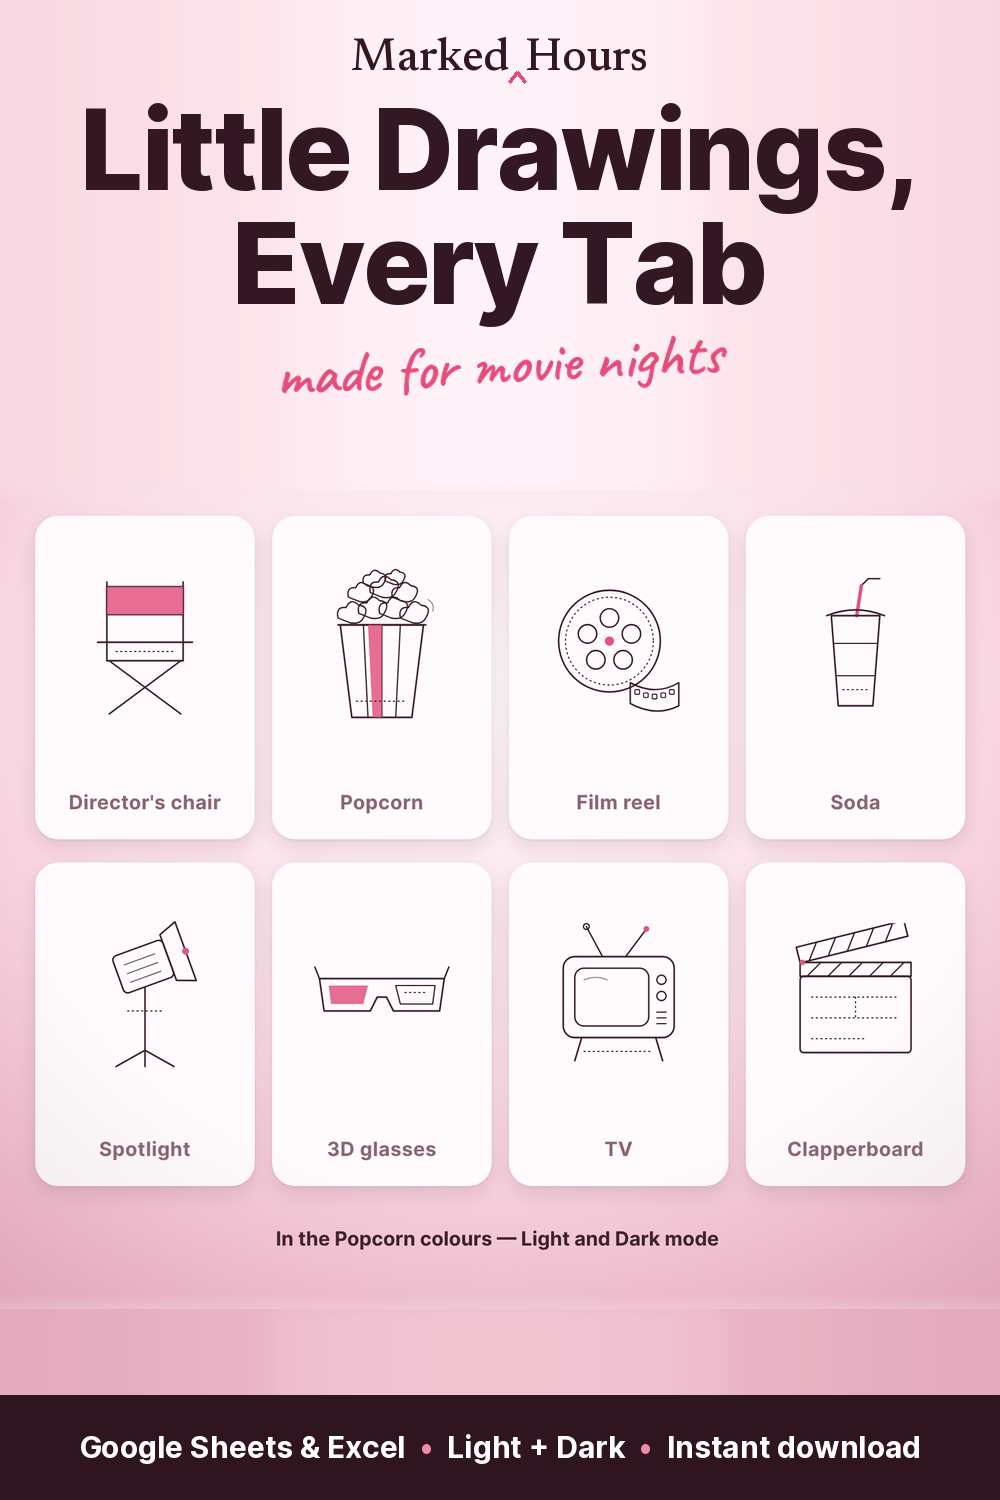 Marked Hours
Little Drawings,
Every Tab
made for movie nights
Director's chair
Popcorn
Film reel
Soda
Spotlight
3D glasses
TV
Clapperboard
In the Popcorn colours — Light and Dark mode
Google Sheets & Excel • Light + Dark • Instant download